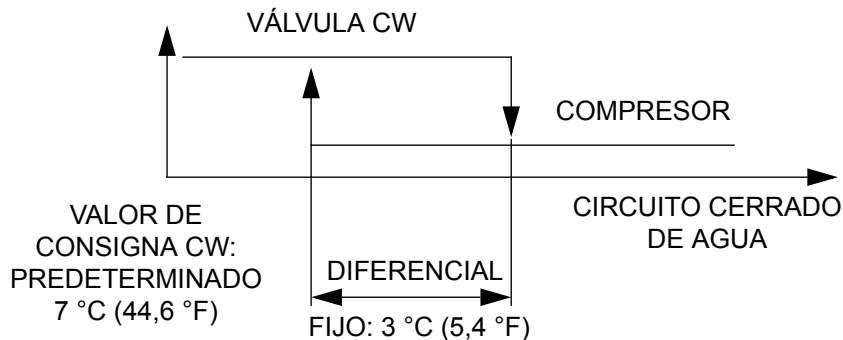 VÁLVULA CW
COMPRESOR
CIRCUITO CERRADO
DE AGUA
VALOR DE
CONSIGNA CW:
PREDETERMINADO
7 °C (44,6 °F)
DIFERENCIAL
FIJO: 3 °C (5,4 °F)